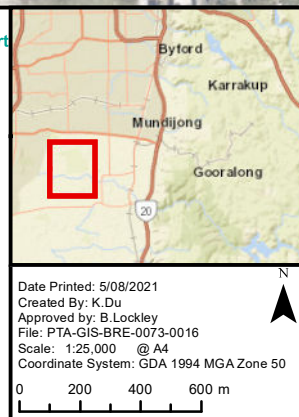 rt
Byford
Karrakup
Mundijong
Gooralong
20
N
Date Printed: 5/08/2021
Created By: K.Du
Approved by: B.Lockley
File: PTA-GIS-BRE-0073-0016
Scale: 1:25,000 @ A4
Coordinate System: GDA 1994 MGA Zone 50
0 200 400 600 m